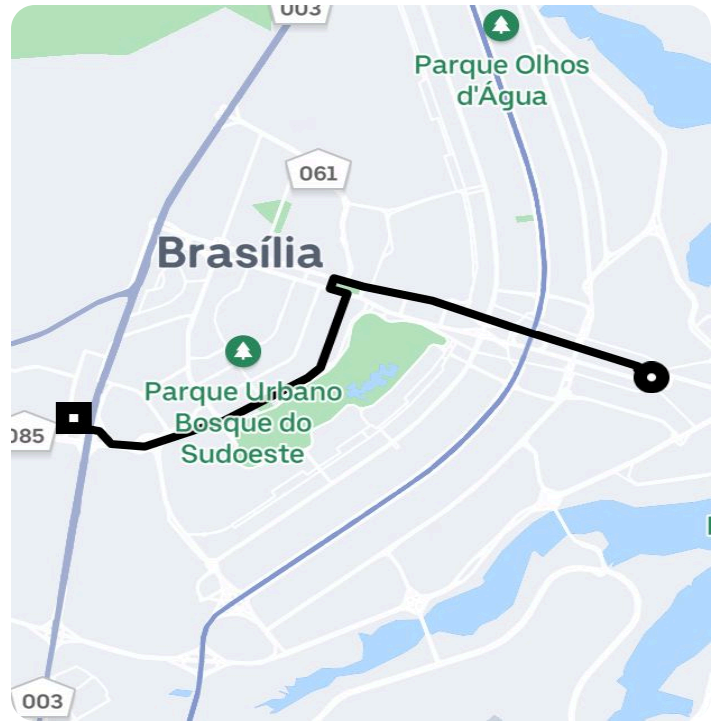 003
Parque Olhos
d'Água
061
Brasília
Parque Urbano
Bosque do
Sudoeste
085
003